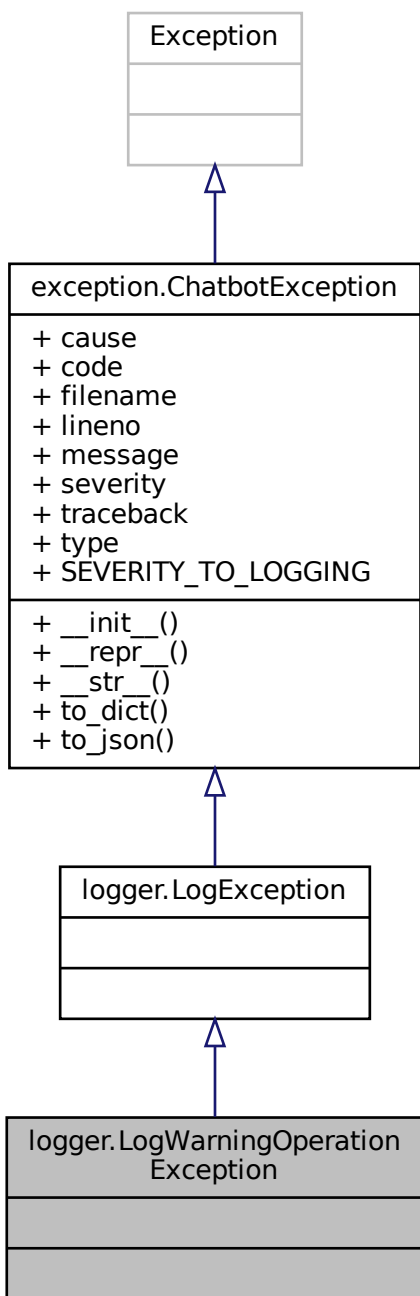 Exception
exception.ChatbotException
+ cause
+ code
+ filename
+ lineno
+ message
+ severity
+ traceback
+ type
+ SEVERITY_TO_LOGGING
+ __init__()
+ __repr__()
+ __str__()
+ to_dict()
+ to_json()
logger.LogException
logger.LogWarningOperation
Exception